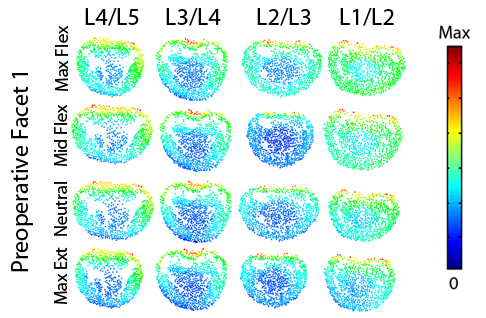 L4/L5 L3/L4 L2/L3 L1/L2
Max
Preoperative Facet 1
Max Flex
Mid Flex
Neutral
Max Ext
0